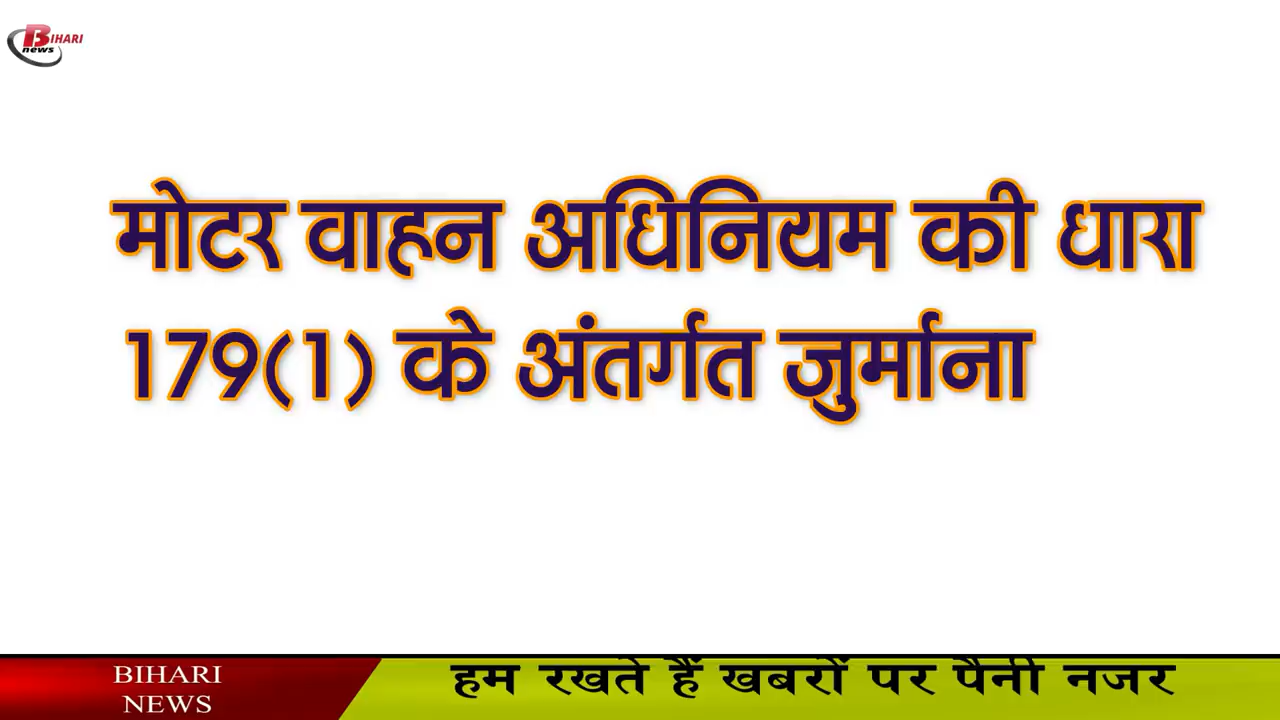 BIHARI
news
मोटर वाहन अधिनियम की धारा
179(1) के अंतर्गत जुर्माना
BIHARI
NEWS
हम रखते हैं खबरों पर पैनी नजर